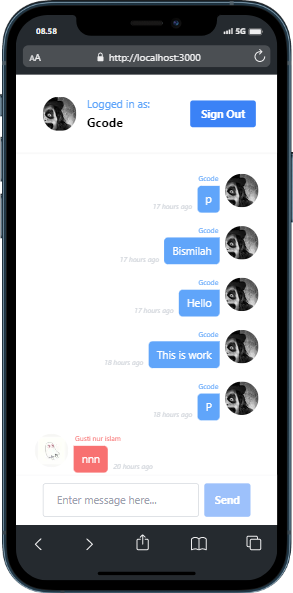 08.58
5G
AA
http://localhost:3000
Logged in as:
Gcode
Sign Out
Gcode
p
17 hours ago
Gcode
Bismilah
17 hours ago
Gcode
Hello
17 hours ago
Gcode
This is work
18 hours ago
Gcode
P
18 hours ago
Gusti nur islam
nnn
20 hours ago
Enter message here...
Send